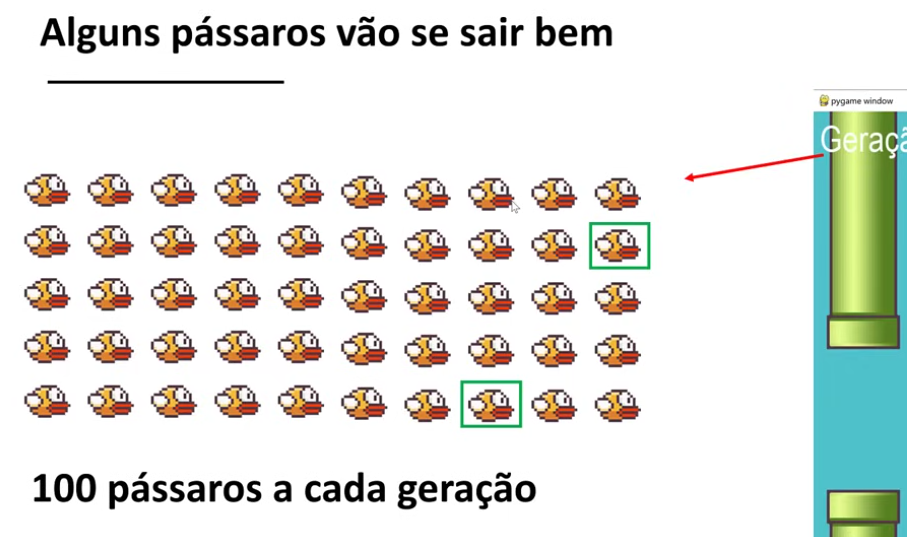 Alguns pássaros vão se sair bem
pygame window
100 pássaros a cada geração